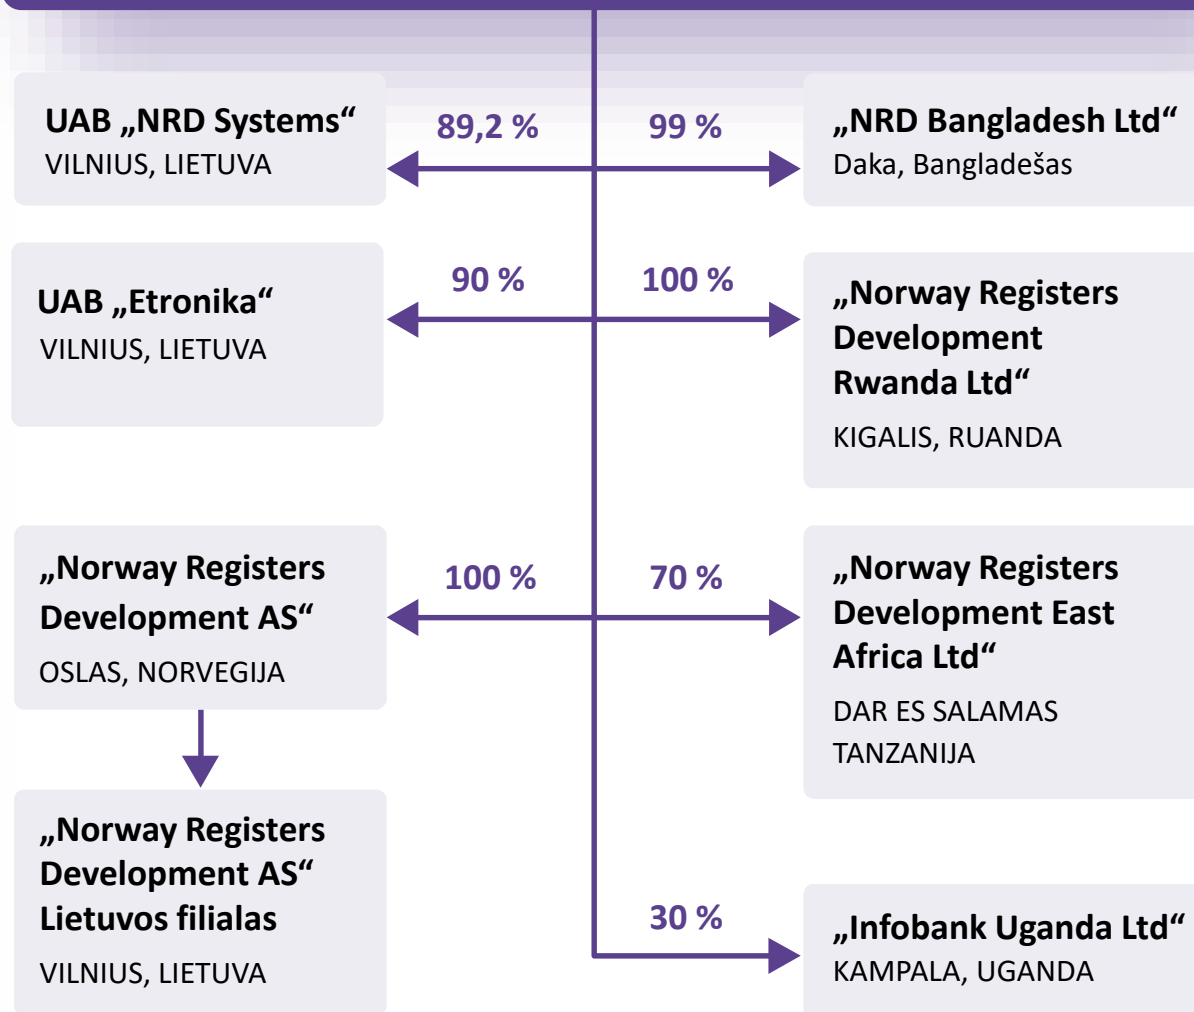 UAB „NRD Systems“
VILNIUS, LIETUVA
89,2 %
99 %
„NRD Bangladesh Ltd“
Daka, Bangladešas
UAB „Etronika“
VILNIUS, LIETUVA
90 %
100 %
„Norway Registers
Development
Rwanda Ltd“
KIGALIS, RUANDA
„Norway Registers
Development AS“
OSLAS, NORVEGIJA
100 %
70 %
„Norway Registers
Development East
Africa Ltd“
DAR ES SALAMAS
TANZANIJA
„Norway Registers
Development AS“
Lietuvos filialas
VILNIUS, LIETUVA
30 %
„Infobank Uganda Ltd“
KAMPALA, UGANDA